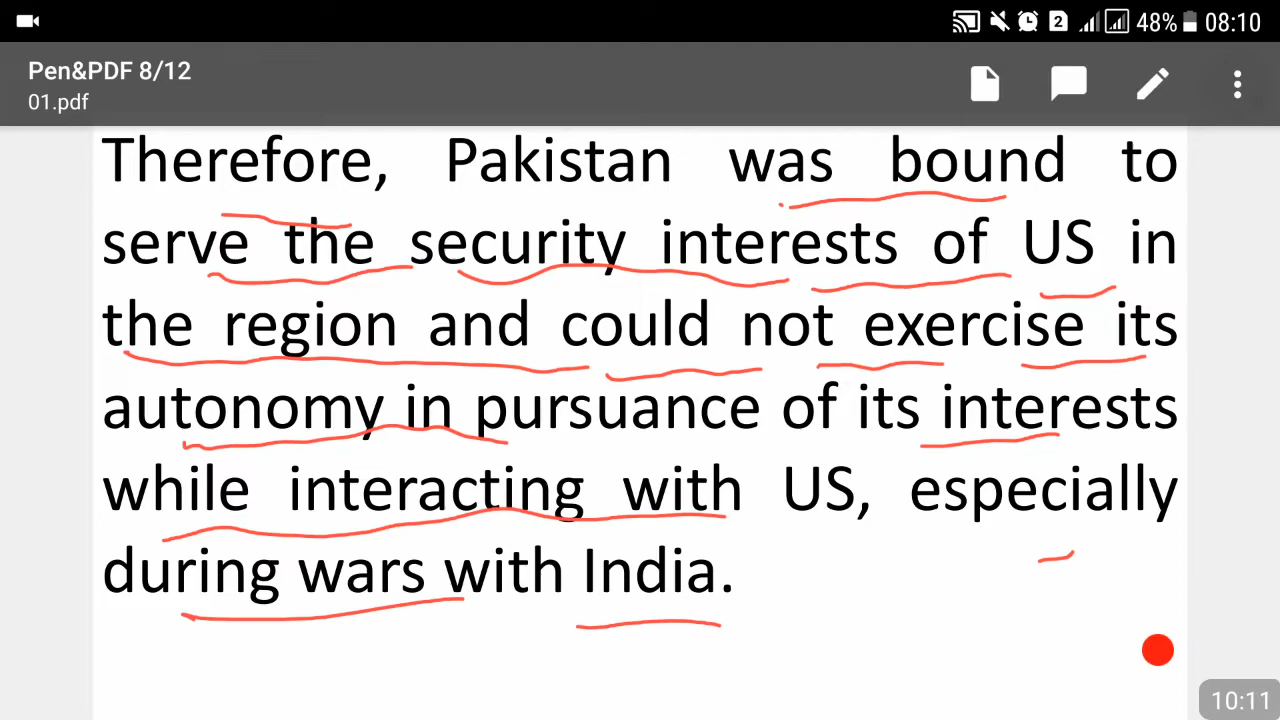 2 48% 08:10
Pen&PDF 8/12
01.pdf
Therefore, Pakistan was bound to
serve the security interests of US in
the region and could not exercise its
autonomy in pursuance of its interests
while interacting with US, especially
during wars with India.
10:11